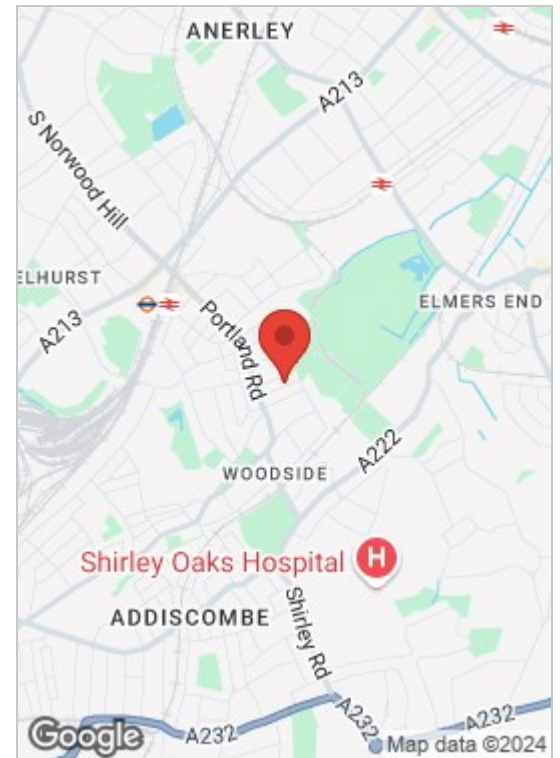 ANERLEY
A213
S Norwood Hill
ELHURST
A213
Portland Rd
ELMERS END
A222
WOODSIDE
Shirley Oaks Hospital
H
ADDISCOMBE
Shirley Rd
A232
A232
A232
Google
Map data ©2024